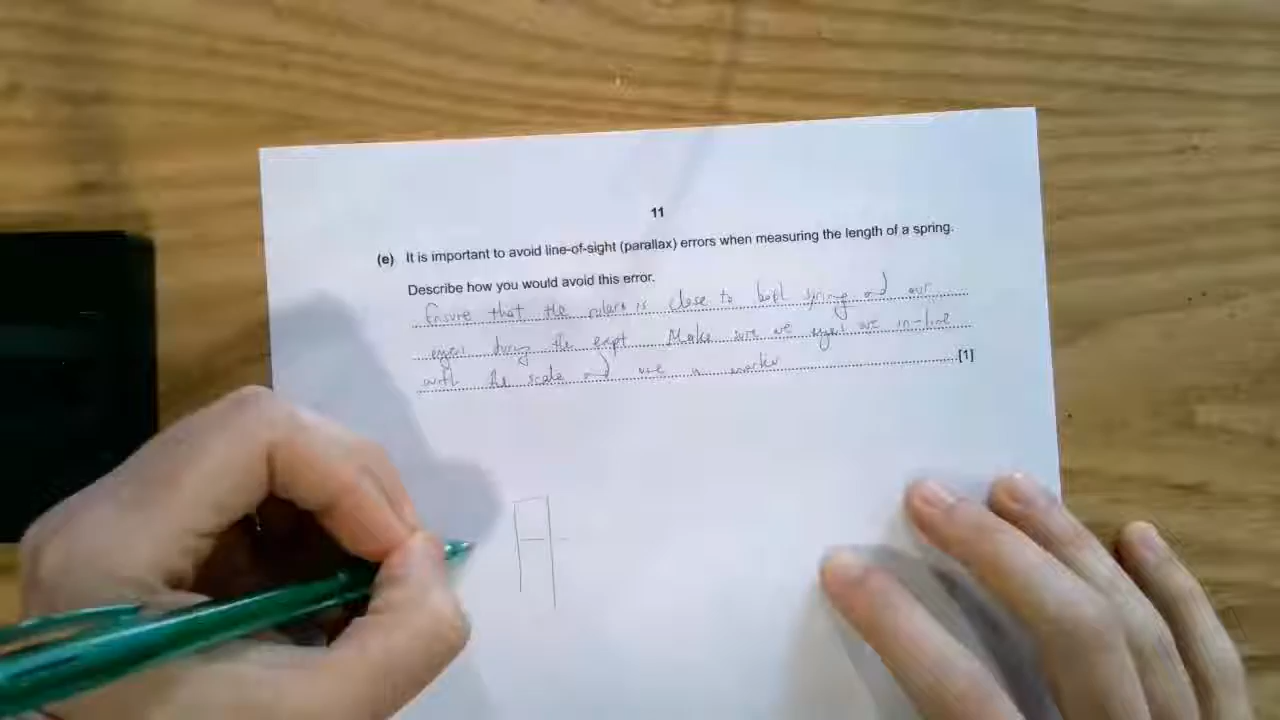 11
(e) It is important to avoid line-of-sight (parallax) errors when measuring the length of a spring.
Describe how you would avoid this error.
Ensure that the rulers is close to both spring and our
eyes during the expt Make sure we eyes are in-line
with the scale and use a marker
[1]